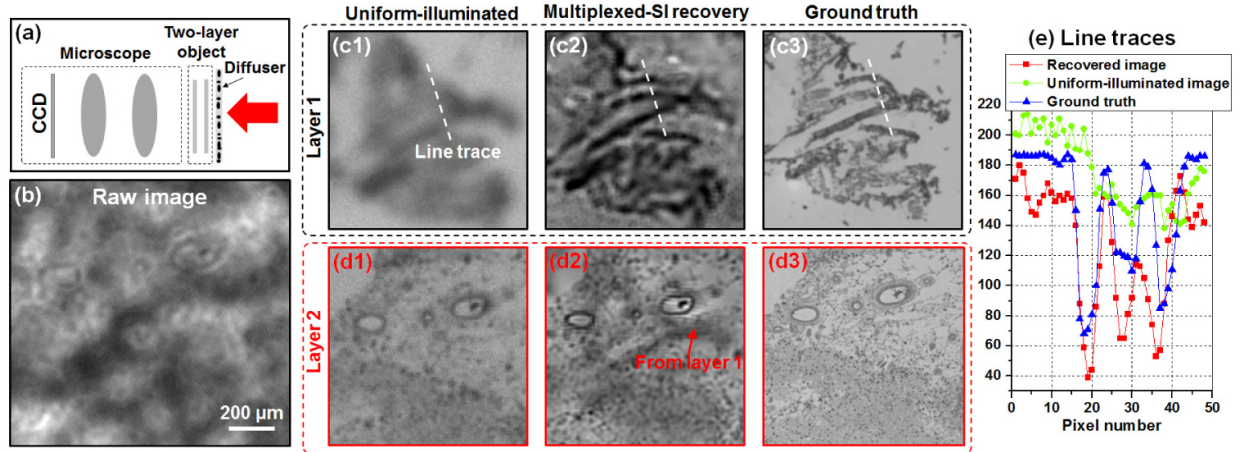 Uniform-illuminated
Multiplexed-SI recovery
Ground truth
(a)
Two-layer
object
Microscope
Diffuser
CCD
(b)
Raw image
200 µm
Layer 1
(c1)
Line trace
(c2)
(c3)
Layer 2
(d1)
(d2)
From layer 1
(d3)
(e) Line traces
Recovered image
Uniform-illuminated image
Ground truth
220
200
180
160
140
120
100
80
60
40
0 10 20 30 40 50
Pixel number